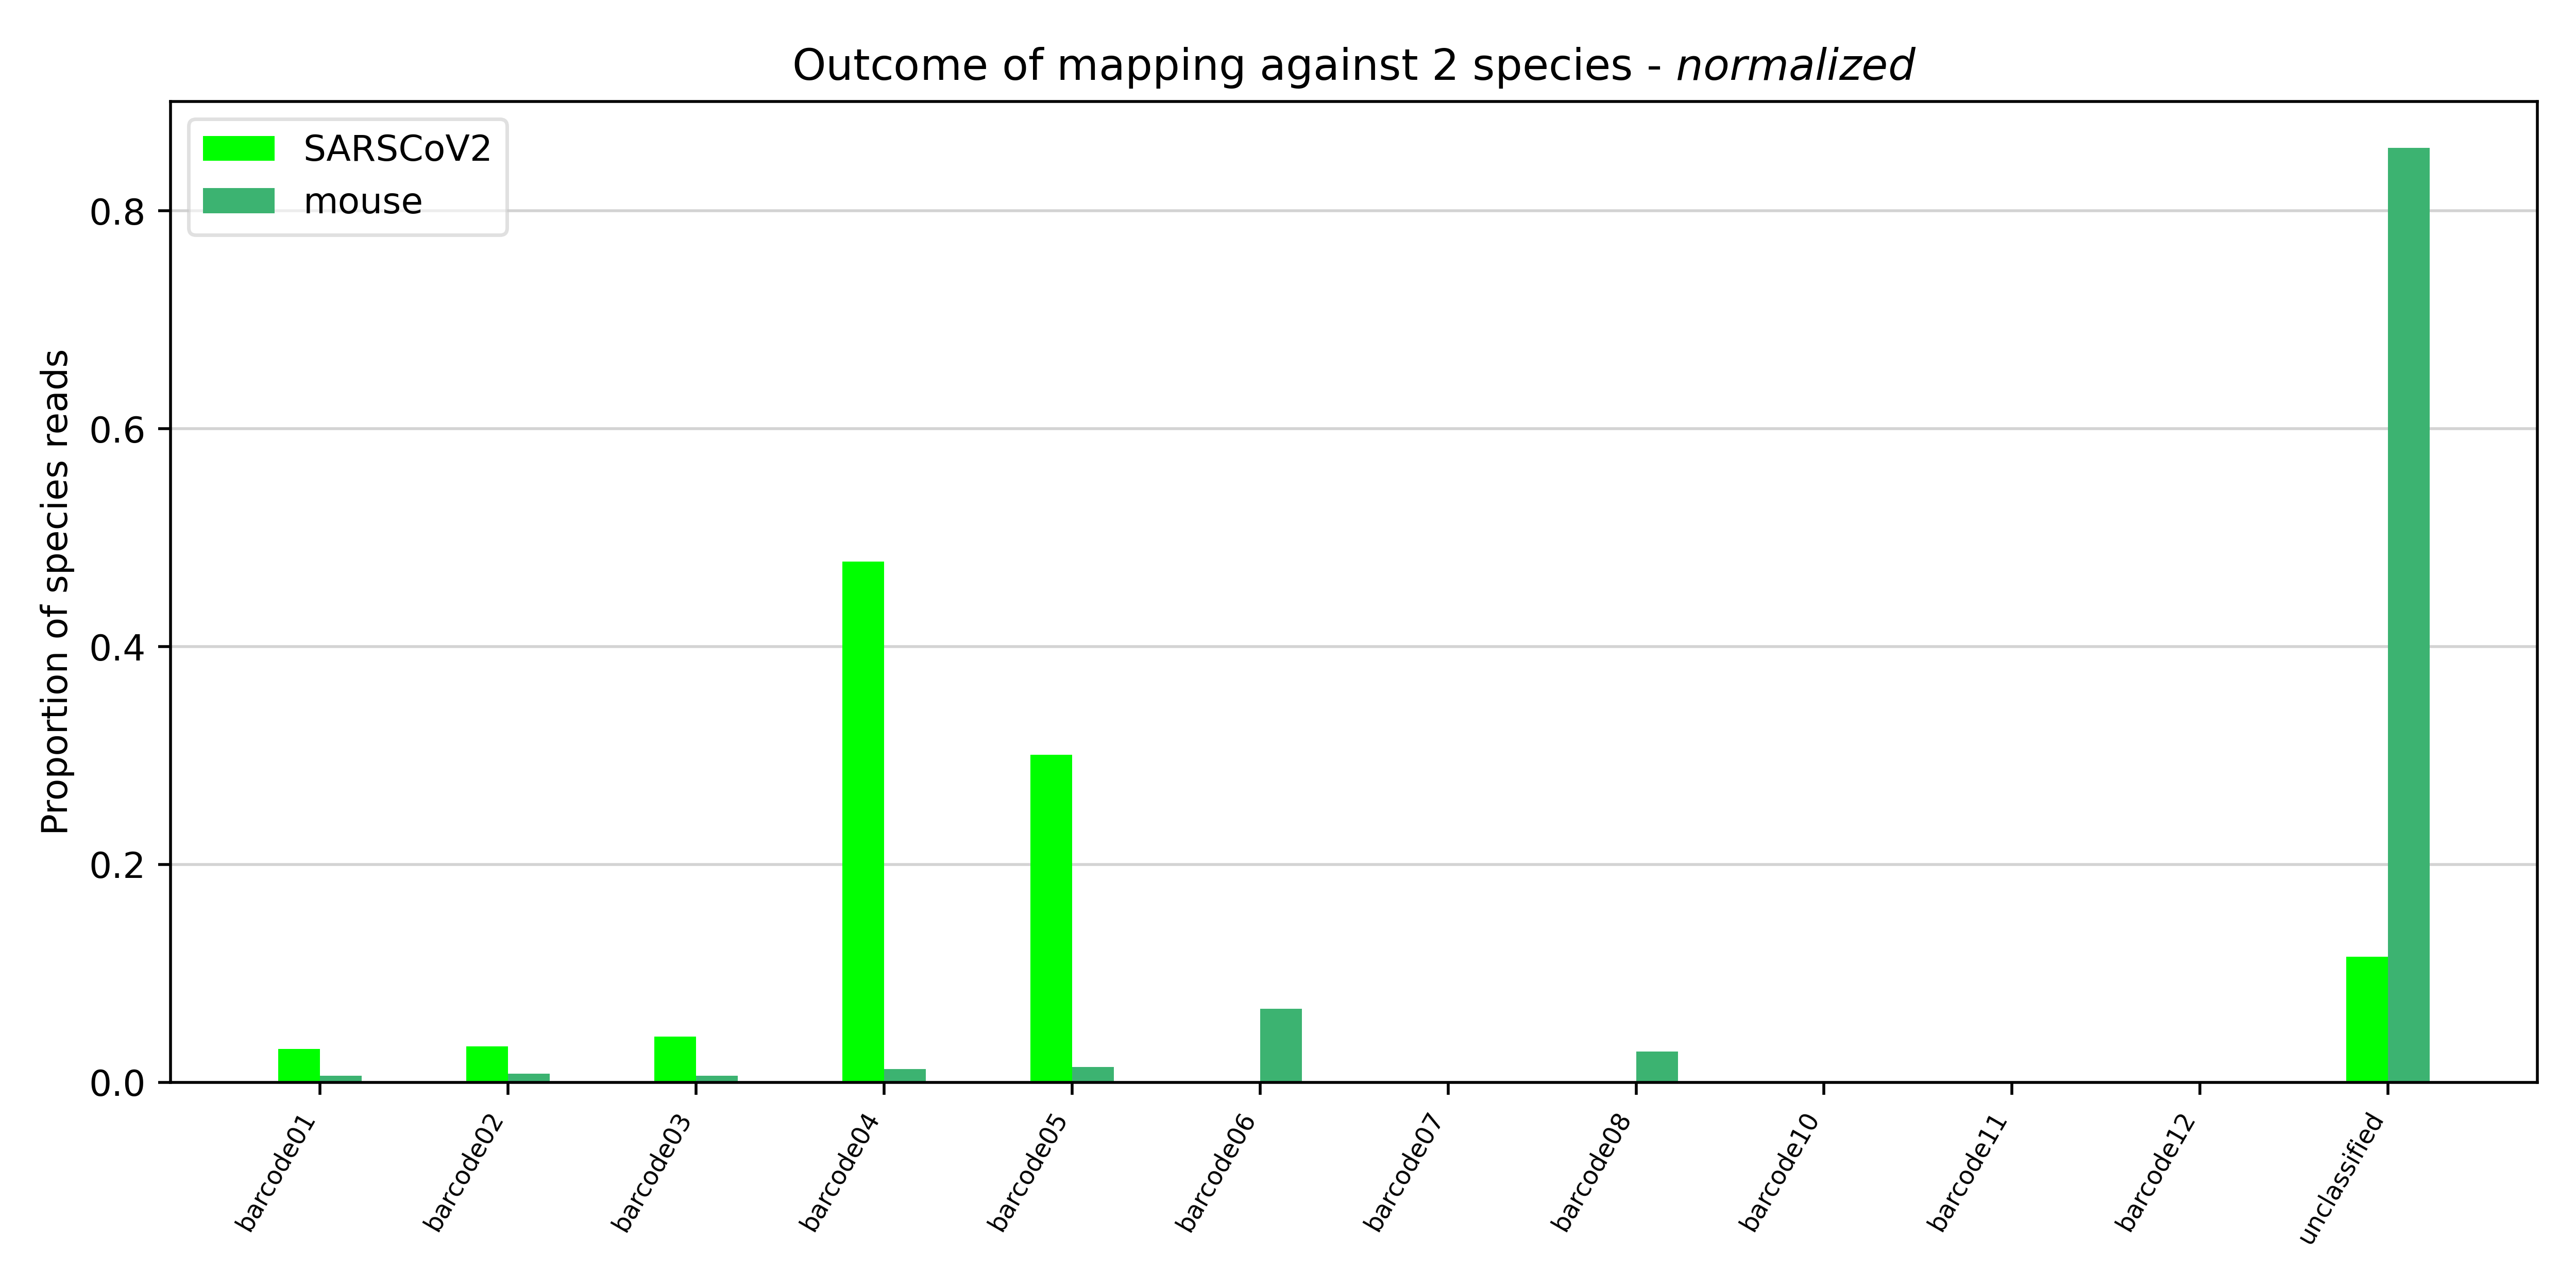 Outcome of mapping against 2 species - normalized
SARSCoV2
mouse
Proportion of species reads
0.8
0.6
0.4
0.2
0.0
barcode01
barcode02
barcode03
barcode04
barcode05
barcode06
barcode07
barcode08
barcode10
barcode11
barcode12
unclassified